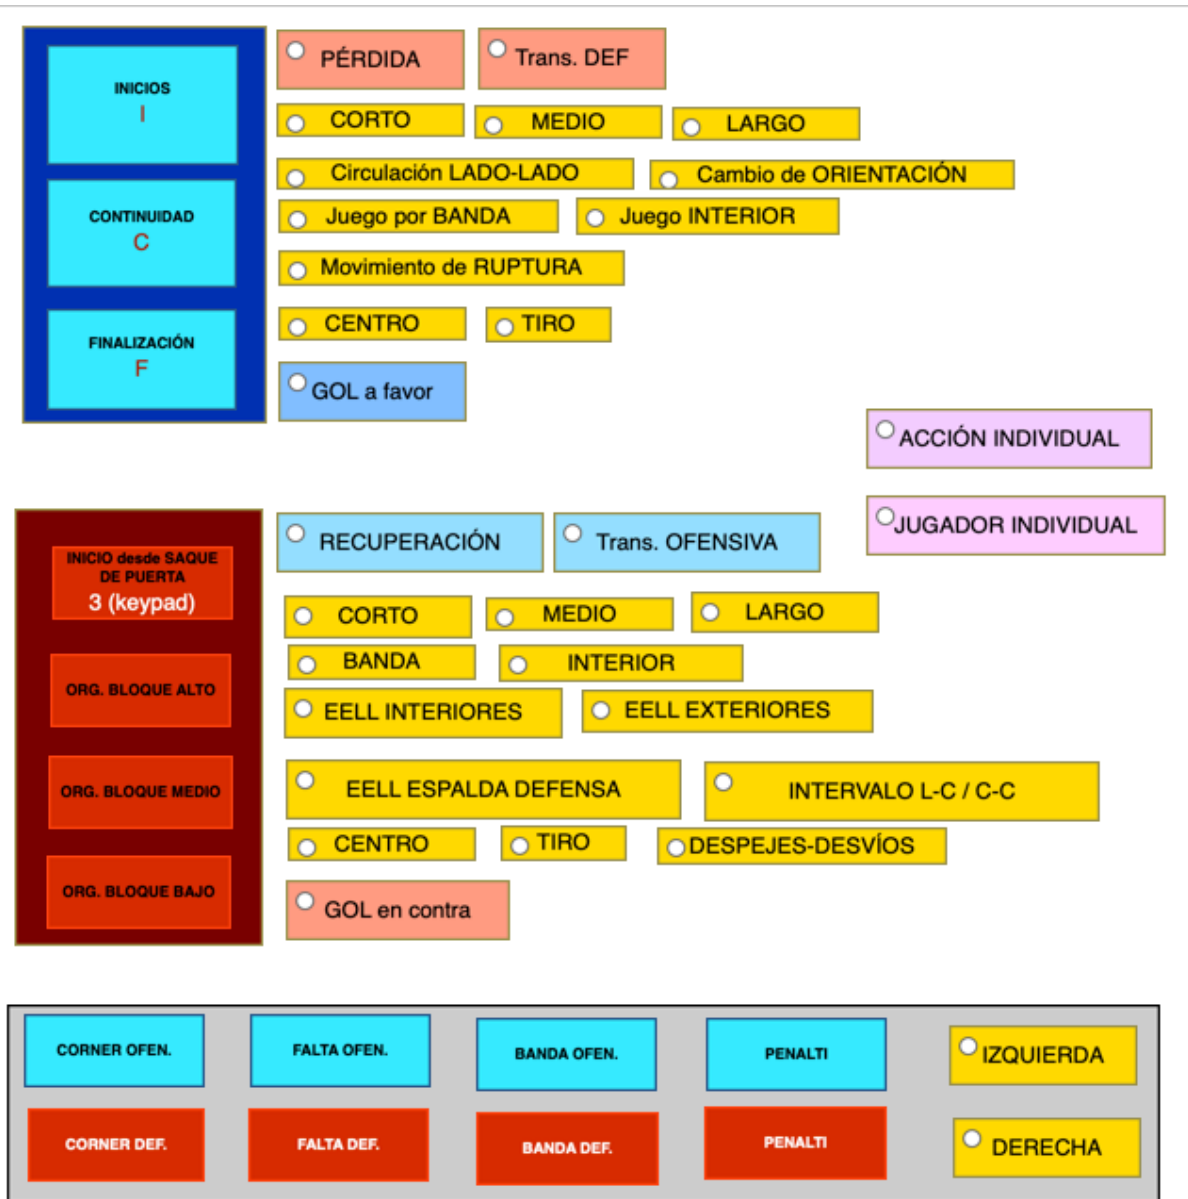 INICIOS
I
CONTINUIDAD
C
FINALIZACIÓN
F
PÉRDIDA
Trans. DEF
CORTO
MEDIO
LARGO
Circulación LADO-LADO
Cambio de ORIENTACIÓN
Juego por BANDA
Juego INTERIOR
Movimiento de RUPTURA
CENTRO
TIRO
GOL a favor
ACCIÓN INDIVIDUAL
JUGADOR INDIVIDUAL
INICIO desde SAQUE
DE PUERTA
3 (keypad)
ORG. BLOQUE ALTO
ORG. BLOQUE MEDIO
ORG. BLOQUE BAJO
RECUPERACIÓN
Trans. OFENSIVA
CORTO
MEDIO
LARGO
BANDA
INTERIOR
EELL INTERIORES
EELL EXTERIORES
EELL ESPALDA DEFENSA
INTERVALO L-C / C-C
CENTRO
TIRO
DESPEJES-DESVÍOS
GOL en contra
CORNER OFEN.
FALTA OFEN.
BANDA OFEN.
PENALTI
IZQUIERDA
CORNER DEF.
FALTA DEF.
BANDA DEF.
PENALTI
DERECHA